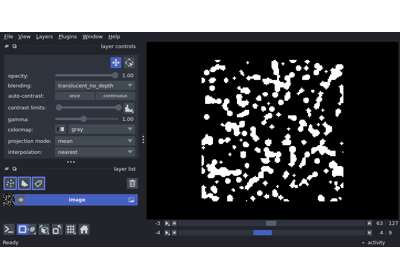 File View Layers Plugins Window Help
layer controls
opacity: 1.00
blending: translucent_no_depth
auto-contrast: once continuous
contrast limits:
gamma: 1.00
colormap: gray
projection mode: mean
interpolation: nearest
layer list
Image
-3 63 127
-4 4 9
Ready activity